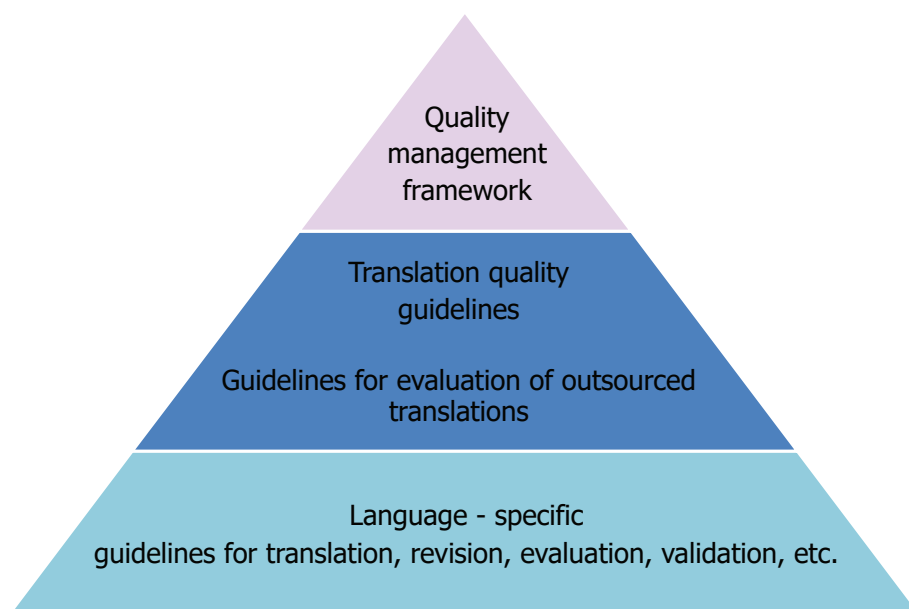 Quality
management
framework
Translation quality
guidelines
Guidelines for evaluation of outsourced
translations
Language - specific
guidelines for translation, revision, evaluation, validation, etc.